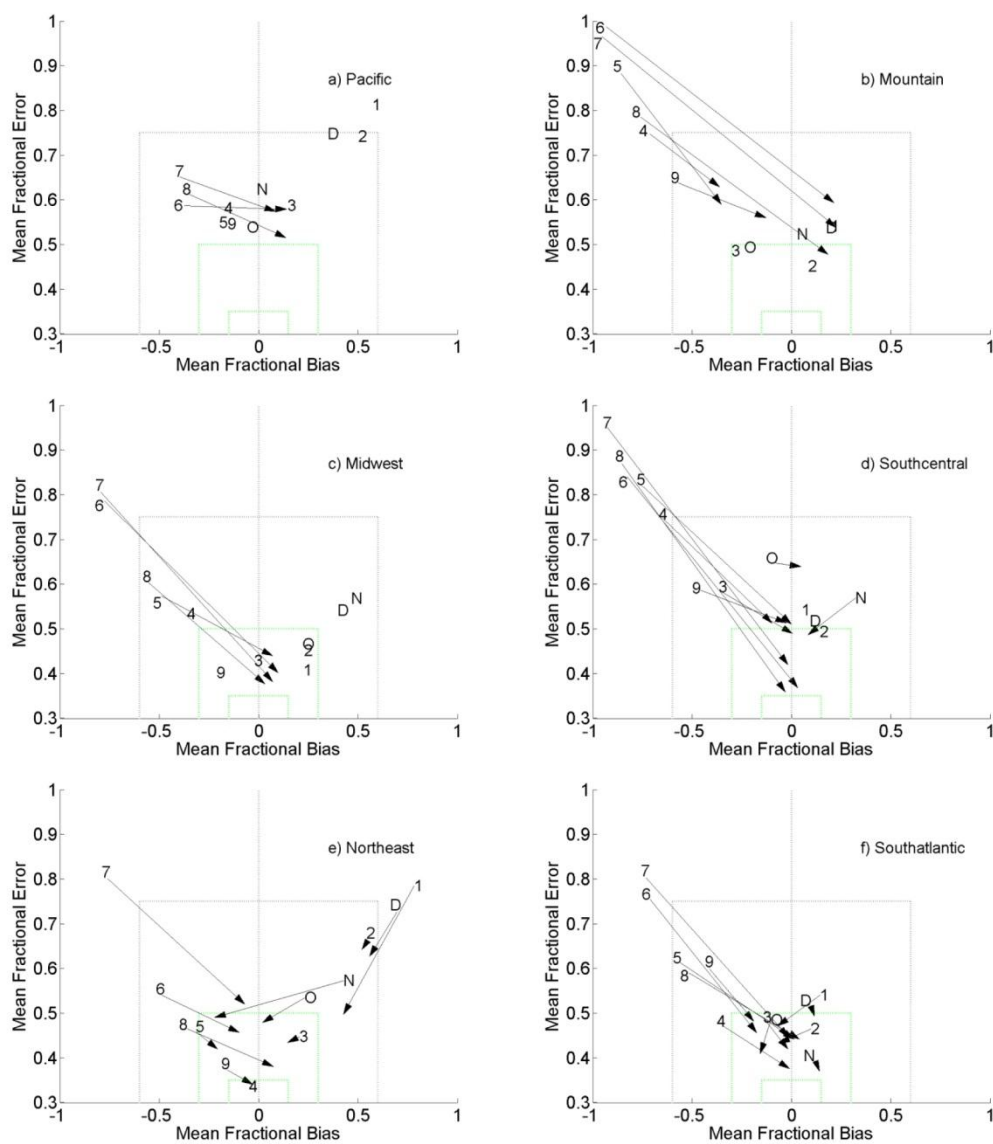 a) Pacific
Mean Fractional Error
1
0.9
0.8
0.7
0.6
0.5
0.4
0.3
1
D 2
7
8
6 4 N 3
5 9 O
-1 -0.5 0 0.5 1
Mean Fractional Bias
b) Mountain
Mean Fractional Error
1
0.9
0.8
0.7
0.6
0.5
0.4
0.3
6
7
5
8
4
9
N D
3 O
2
-1 -0.5 0 0.5 1
Mean Fractional Bias
c) Midwest
Mean Fractional Error
1
0.9
0.8
0.7
0.6
0.5
0.4
0.3
7
6
8
5 4 N
D
O
3 2
9 1
-1 -0.5 0 0.5 1
Mean Fractional Bias
d) Southcentral
Mean Fractional Error
1
0.9
0.8
0.7
0.6
0.5
0.4
0.3
7
8
6 5
4
O
9 3 N
1 D
2
-1 -0.5 0 0.5 1
Mean Fractional Bias
e) Northeast
Mean Fractional Error
1
0.9
0.8
0.7
0.6
0.5
0.4
0.3
7 1
D
2
6 N
O
8 5 3
9
4
-1 -0.5 0 0.5 1
Mean Fractional Bias
f) Southatlantic
Mean Fractional Error
1
0.9
0.8
0.7
0.6
0.5
0.4
0.3
7
6
5 9
8
D 1
4 3 O 2
N
-1 -0.5 0 0.5 1
Mean Fractional Bias